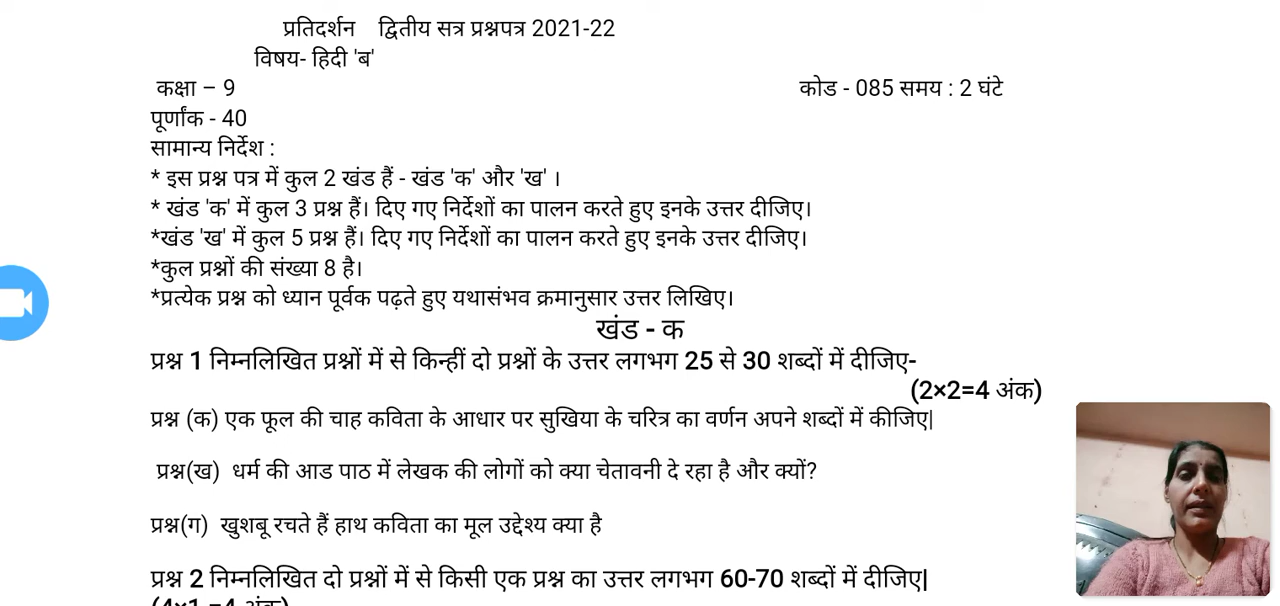 प्रतिदर्शन द्वितीय सत्र प्रश्नपत्र 2021-22
विषय- हिदी 'ब'
कक्षा – 9 कोड - 085 समय : 2 घंटे
पूर्णांक - 40
सामान्य निर्देश :
* इस प्रश्न पत्र में कुल 2 खंड हैं - खंड 'क' और 'ख' ।
* खंड 'क' में कुल 3 प्रश्न हैं। दिए गए निर्देशों का पालन करते हुए इनके उत्तर दीजिए।
*खंड 'ख' में कुल 5 प्रश्न हैं। दिए गए निर्देशों का पालन करते हुए इनके उत्तर दीजिए।
*कुल प्रश्नों की संख्या 8 है।
*प्रत्येक प्रश्न को ध्यान पूर्वक पढ़ते हुए यथासंभव क्रमानुसार उत्तर लिखिए।
खंड - क
प्रश्न 1 निम्नलिखित प्रश्नों में से किन्हीं दो प्रश्नों के उत्तर लगभग 25 से 30 शब्दों में दीजिए-
(2×2=4 अंक)
प्रश्न (क) एक फूल की चाह कविता के आधार पर सुखिया के चरित्र का वर्णन अपने शब्दों में कीजिए|
प्रश्न(ख) धर्म की आड पाठ में लेखक की लोगों को क्या चेतावनी दे रहा है और क्यों?
प्रश्न(ग) खुशबू रचते हैं हाथ कविता का मूल उद्देश्य क्या है
प्रश्न 2 निम्नलिखित दो प्रश्नों में से किसी एक प्रश्न का उत्तर लगभग 60-70 शब्दों में दीजिए|
(4×1 =4 अंक)